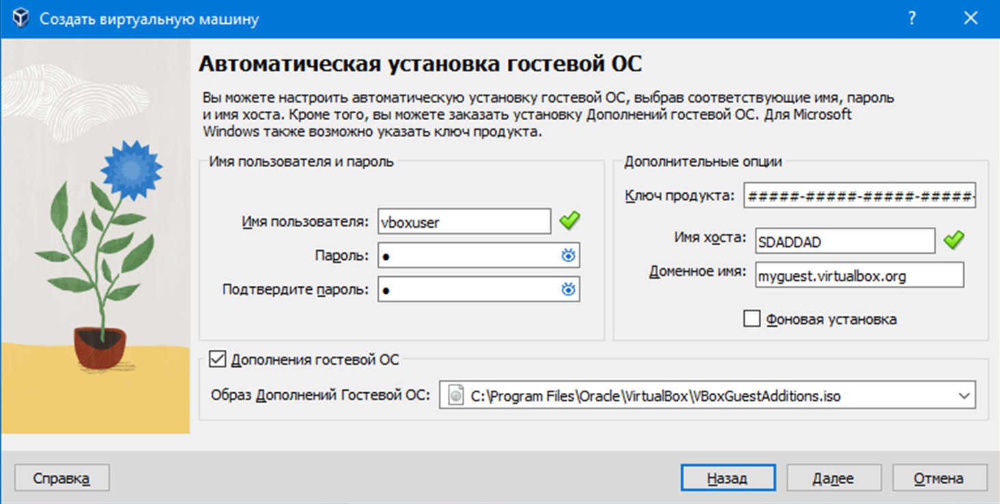 Создать виртуальную машину
?
Автоматическая установка гостевой ОС
Вы можете настроить автоматическую установку гостевой ОС, выбрав соответствующие имя, пароль
и имя хоста. Кроме того, вы можете заказать установку Дополнений гостевой ОС. Для Microsoft
Windows также возможно указать ключ продукта.
Имя пользователя и пароль
Имя пользователя: vboxuser
Пароль: ●
Подтвердите пароль: ●
Дополнительные опции
Ключ продукта: #####-#####-#####-#####-
Имя хоста: SDADDAD
Доменное имя: myguest.virtualbox.org
Фоновая установка
Дополнения гостевой ОС
Образ Дополнений Гостевой ОС: C:\Program Files\Oracle\VirtualBox\VBoxGuestAdditions.iso
Справка
Назад
Далее
Отмена